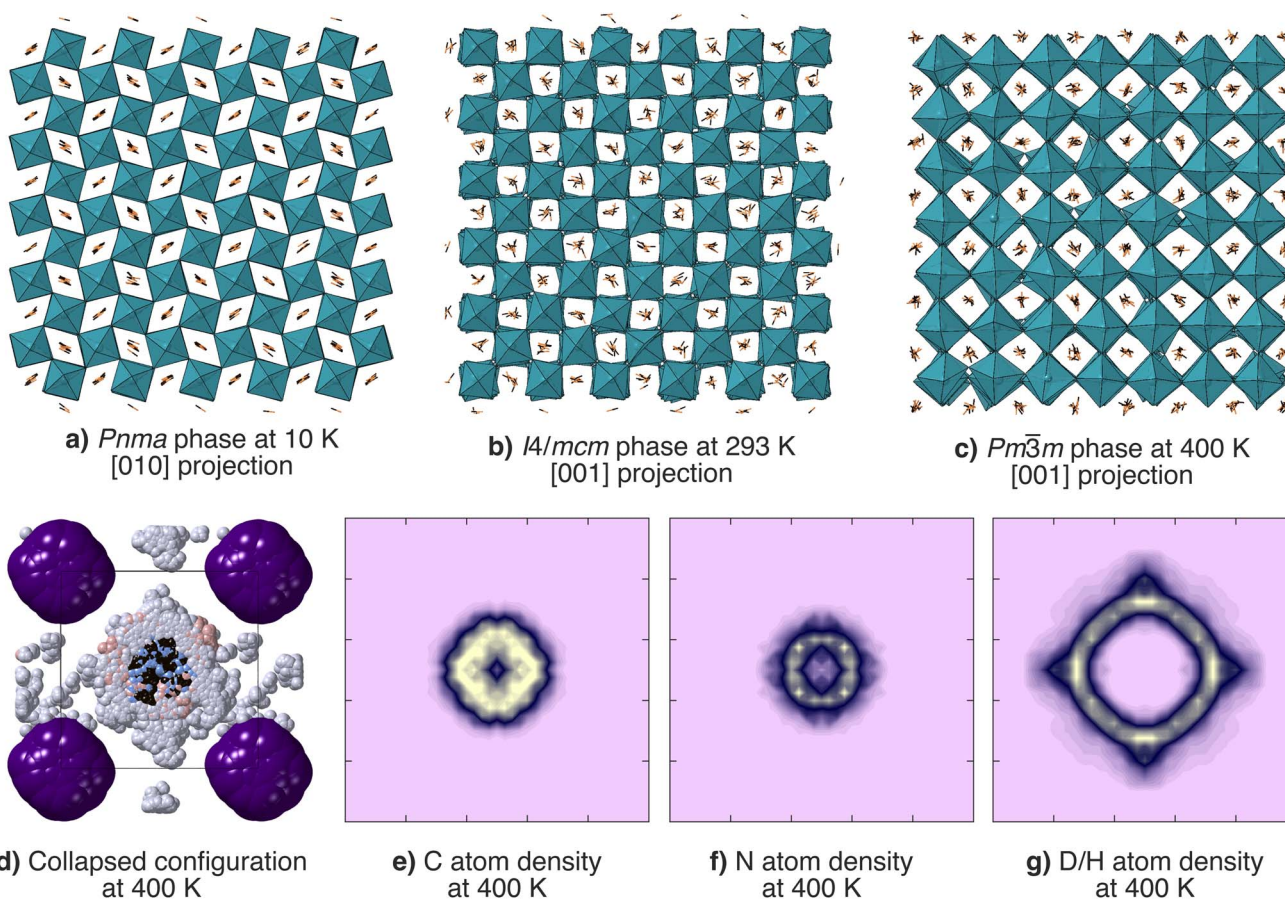 a) Pnma phase at 10 K
[010] projection
b) I4/mcm phase at 293 K
[001] projection
c) Pm3̅m phase at 400 K
[001] projection
d) Collapsed configuration
at 400 K
e) C atom density
at 400 K
f) N atom density
at 400 K
g) D/H atom density
at 400 K